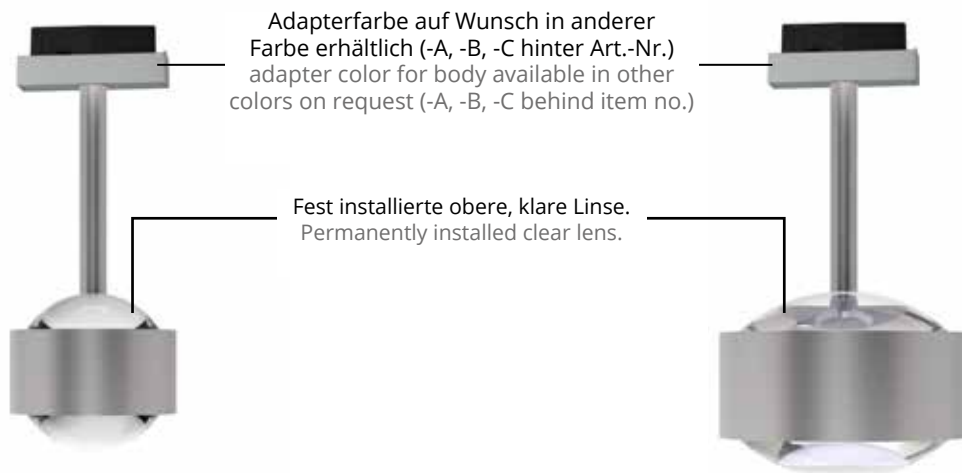 Adapterfarbe auf Wunsch in anderer
Farbe erhältlich (-A, -B, -C hinter Art.-Nr.)
adapter color for body available in other
colors on request (-A, -B, -C behind item no.)
Fest installierte obere, klare Linse.
Permanently installed clear lens.